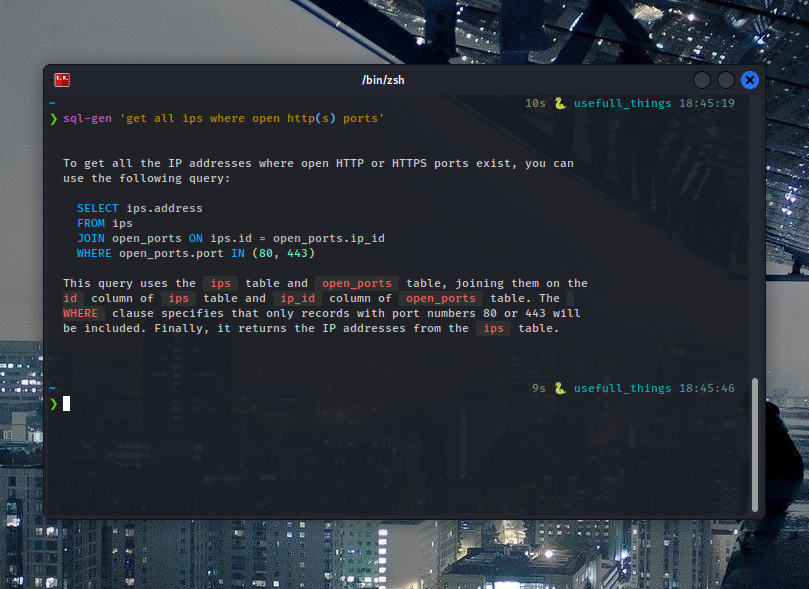 /bin/zsh
~ 10s usefull_things 18:45:19
❯ sql-gen 'get all ips where open http(s) ports'
To get all the IP addresses where open HTTP or HTTPS ports exist, you can
use the following query:
SELECT ips.address
FROM ips
JOIN open_ports ON ips.id = open_ports.ip_id
WHERE open_ports.port IN (80, 443)
This query uses the ips table and open_ports table, joining them on the
id column of ips table and ip_id column of open_ports table. The
WHERE clause specifies that only records with port numbers 80 or 443 will
be included. Finally, it returns the IP addresses from the ips table.
~ 9s usefull_things 18:45:46
❯